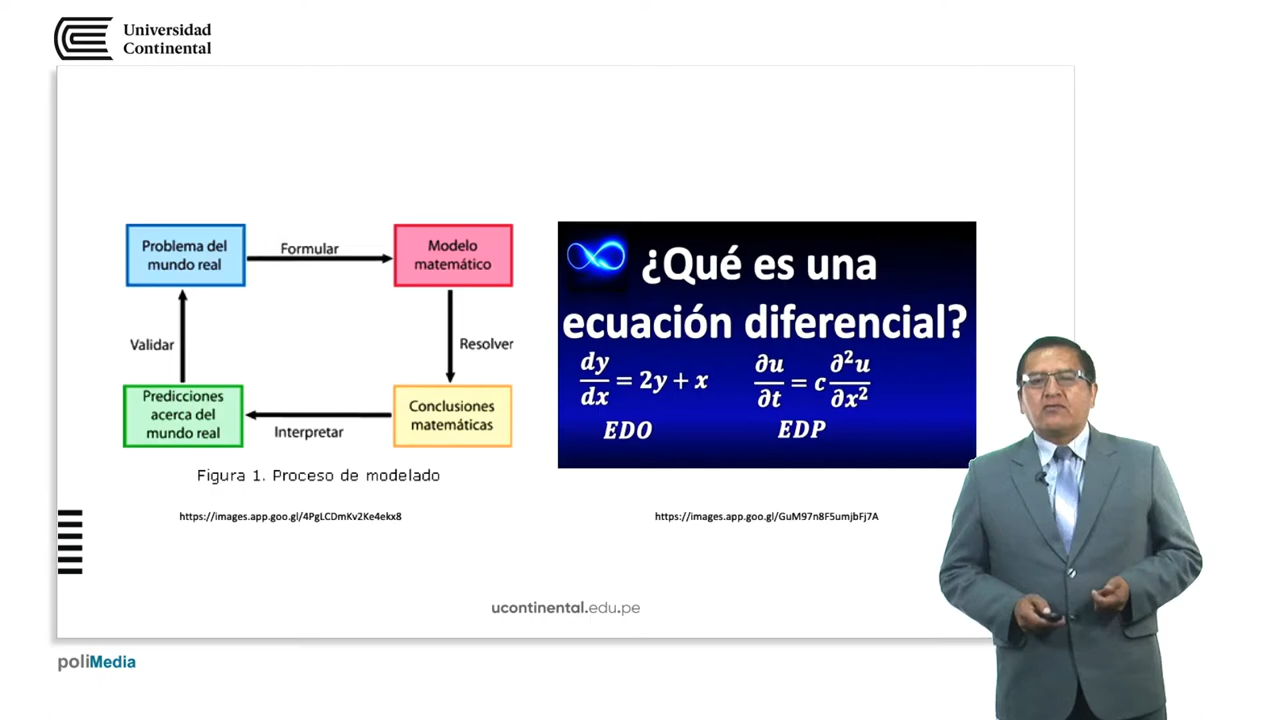 Universidad
Continental
Problema del
mundo real
Formular
Modelo
matemático
Validar
Resolver
Predicciones
acerca del
mundo real
Interpretar
Conclusiones
matemáticas
Figura 1. Proceso de modelado
https://images.app.goo.gl/4PgLCDmKv2Ke4ekx8
¿Qué es una
ecuación diferencial?
dy/dx = 2y + x
∂u/∂t = c ∂²u/∂x²
EDO
EDP
https://images.app.goo.gl/GuM97n8F5umjbFj7A
ucontinental.edu.pe
poliMedia